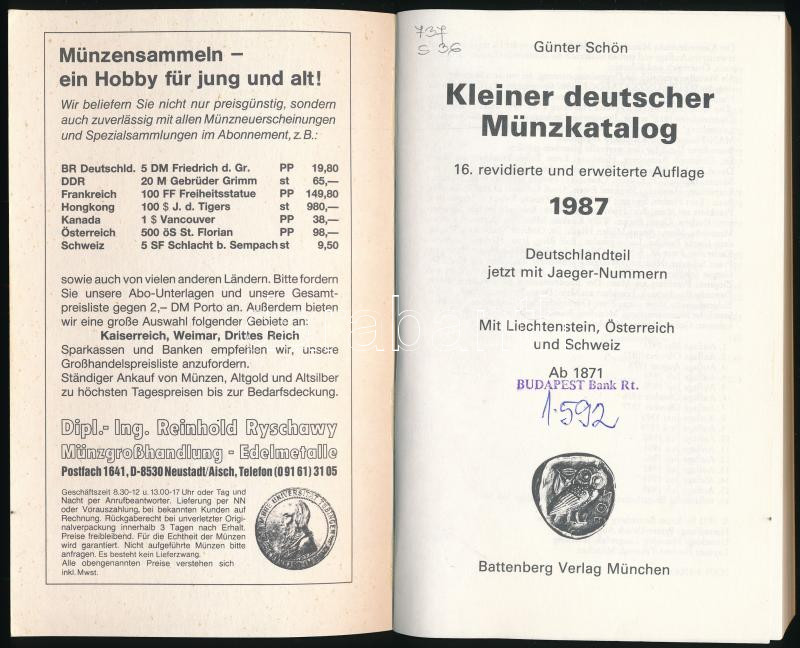 Münzensammeln –
ein Hobby für jung und alt!
Wir beliefern Sie nicht nur preisgünstig, sondern
auch zuverlässig mit allen Münzneuerscheinungen
und Spezialsammlungen im Abonnement, z. B.:
BR Deutschld. 5 DM Friedrich d. Gr. PP 19,80
DDR 20 M Gebrüder Grimm st 65,—
Frankreich 100 FF Freiheitsstatue PP 149,80
Hongkong 100 $ J. d. Tigers st 980,—
Kanada 1 $ Vancouver PP 38,—
Österreich 500 öS St. Florian PP 98,—
Schweiz 5 SF Schlacht b. Sempach st 9,50
sowie auch von vielen anderen Ländern. Bitte fordern
Sie unsere Abo-Unterlagen und unsere Gesamt-
preisliste gegen 2,– DM Porto an. Außerdem bieten
wir eine große Auswahl folgender Gebiete an:
Kaiserreich, Weimar, Drittes Reich
Sparkassen und Banken empfehlen wir, unsere
Großhandelspreisliste anzufordern.
Ständiger Ankauf von Münzen, Altgold und Altsilber
zu höchsten Tagespreisen bis zur Bedarfsdeckung.
Dipl.- Ing. Reinhold Ryschawy
Münzgroßhandlung - Edelmetalle
Postfach 1641, D-8530 Neustadt/Aisch, Telefon (0 91 61) 31 05
Geschäftszeit 8.30-12 u. 13.00-17 Uhr oder Tag und
Nacht per Anrufbeantworter. Lieferung per NN
oder Vorauszahlung, bei bekannten Kunden auf
Rechnung. Rückgaberecht bei unverletzter Origi-
nalverpackung innerhalb 3 Tagen nach Erhalt.
Preise freibleibend. Für die Echtheit der Münzen
wird garantiert. Nicht aufgeführte Münzen bitte
anfragen. Es besteht kein Lieferzwang.
Alle obengenannten Preise verstehen sich
inkl. Mwst.
737
S 36
Günter Schön
Kleiner deutscher
Münzkatalog
16. revidierte und erweiterte Auflage
1987
Deutschlandteil
jetzt mit Jaeger-Nummern
Mit Liechtenstein, Österreich
und Schweiz
Ab 1871
BUDAPEST Bank Rt.
1.592
Battenberg Verlag München